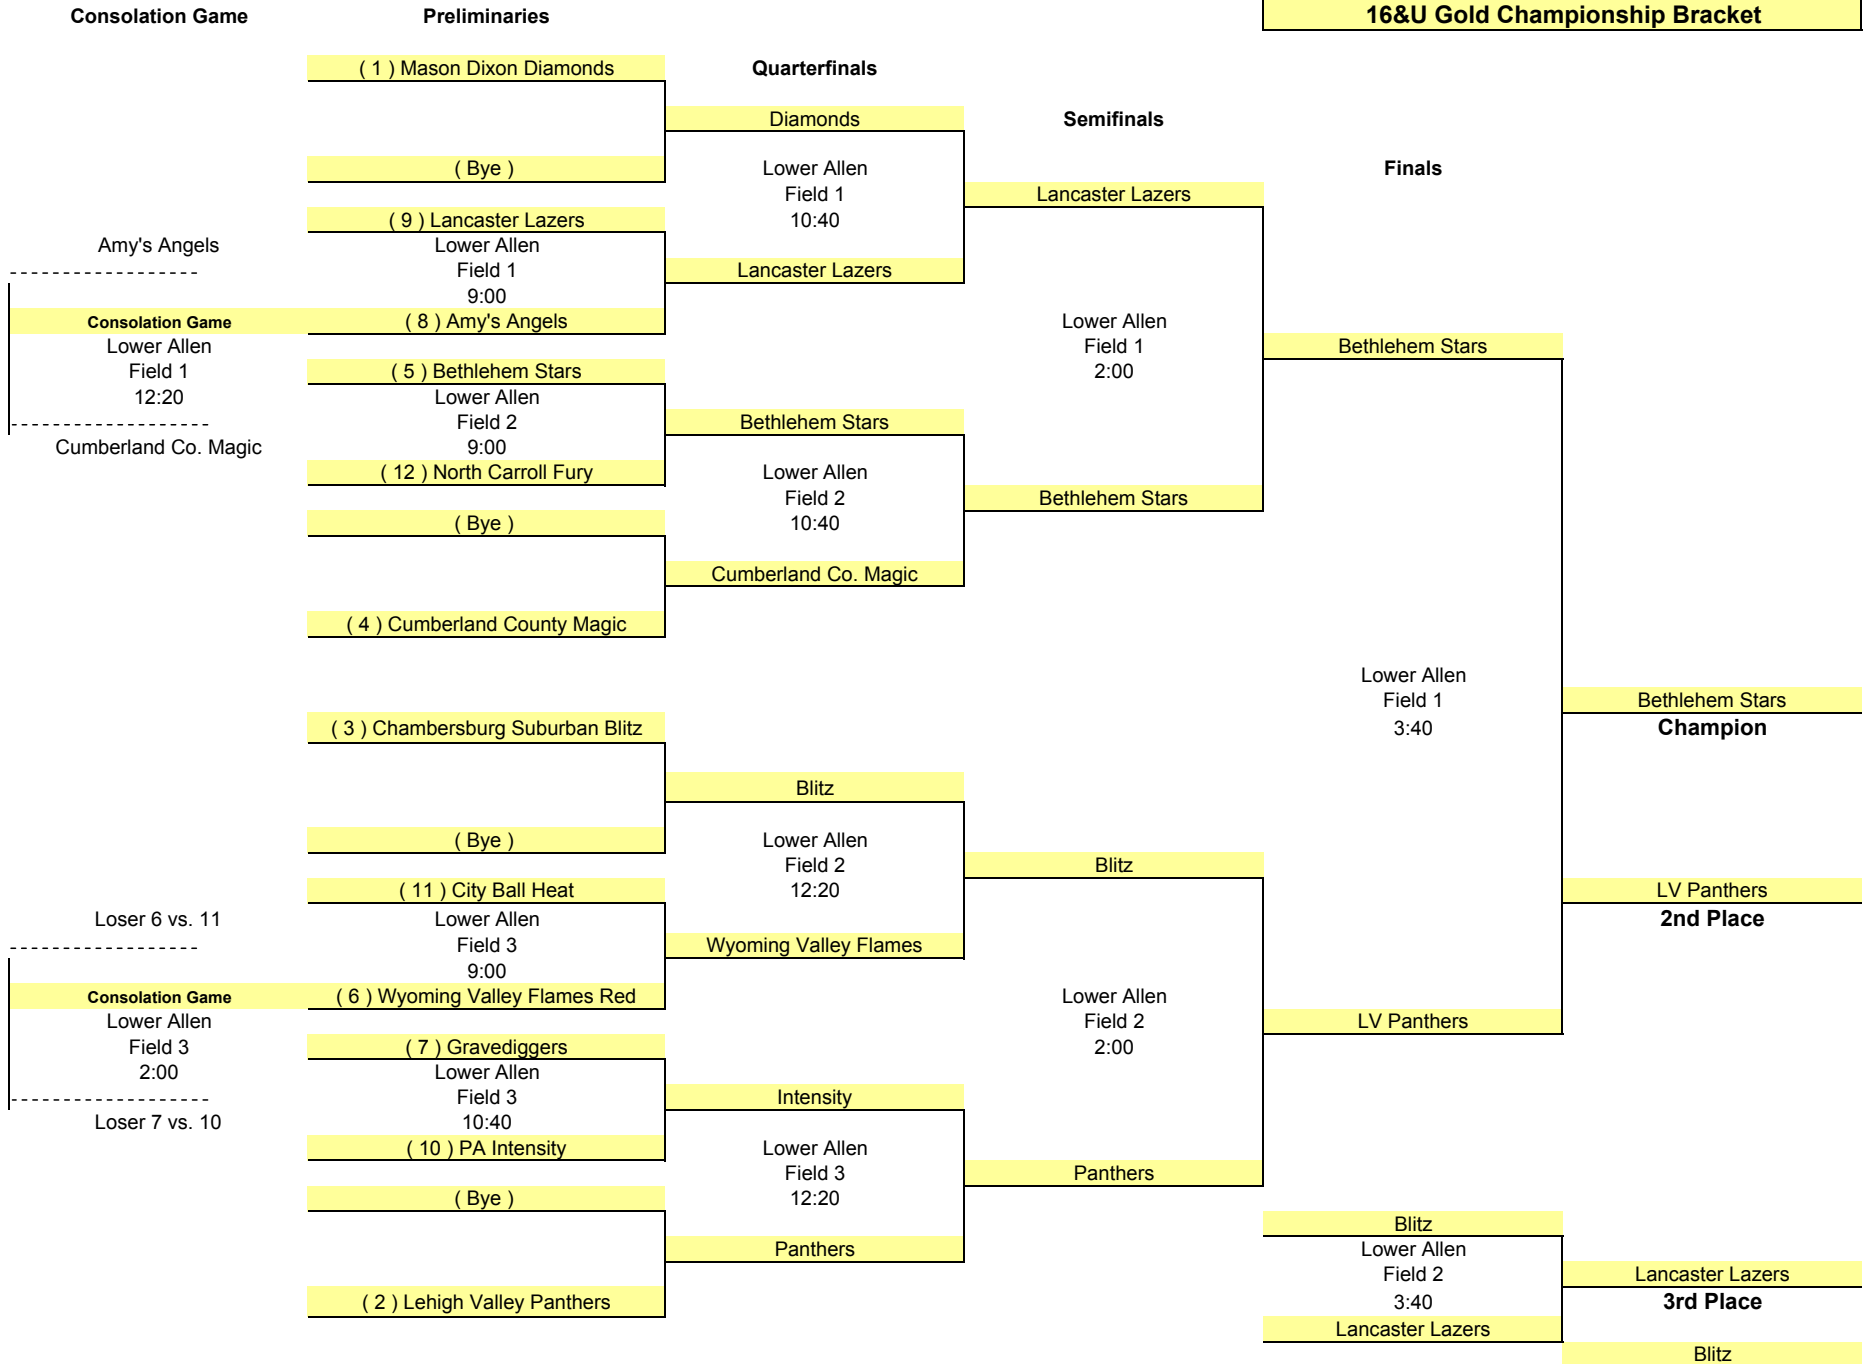 Consolation Game
Preliminaries
16&U Gold Championship Bracket
( 1 ) Mason Dixon Diamonds
Quarterfinals
Diamonds
Semifinals
( Bye )
Lower Allen
Finals
Field 1
Lancaster Lazers
( 9 ) Lancaster Lazers
10:40
Amy's Angels
Lower Allen
- - - - - - - - - - - - - - - - - -
Field 1
Lancaster Lazers
9:00
Consolation Game
( 8 ) Amy's Angels
Lower Allen
Lower Allen
Field 1
Bethlehem Stars
Field 1
( 5 ) Bethlehem Stars
2:00
12:20
Lower Allen
- - - - - - - - - - - - - - - - - - -
Field 2
Bethlehem Stars
Cumberland Co. Magic
9:00
( 12 ) North Carroll Fury
Lower Allen
Field 2
Bethlehem Stars
( Bye )
10:40
Cumberland Co. Magic
( 4 ) Cumberland County Magic
Lower Allen
Field 1
Bethlehem Stars
( 3 ) Chambersburg Suburban Blitz
3:40
Champion
Blitz
( Bye )
Lower Allen
Field 2
Blitz
( 11 ) City Ball Heat
12:20
LV Panthers
Loser 6 vs. 11
Lower Allen
2nd Place
- - - - - - - - - - - - - - - - - -
Field 3
Wyoming Valley Flames
9:00
Consolation Game
( 6 ) Wyoming Valley Flames Red
Lower Allen
Lower Allen
Field 2
LV Panthers
Field 3
( 7 ) Gravediggers
2:00
2:00
Lower Allen
- - - - - - - - - - - - - - - - - - -
Field 3
Intensity
Loser 7 vs. 10
10:40
( 10 ) PA Intensity
Lower Allen
Field 3
Panthers
( Bye )
12:20
Blitz
Panthers
Lower Allen
Field 2
Lancaster Lazers
( 2 ) Lehigh Valley Panthers
3:40
3rd Place
Lancaster Lazers
Blitz